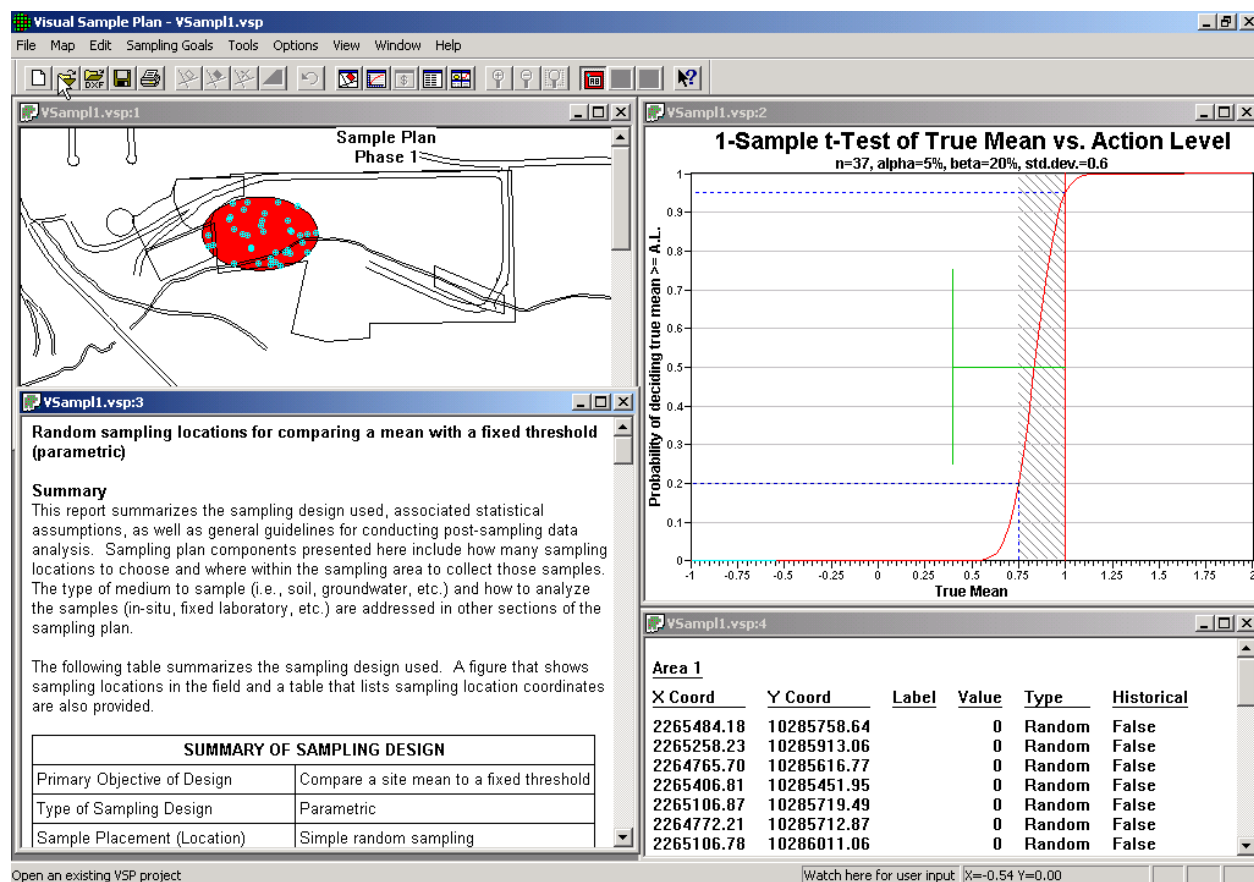 Visual Sample Plan - VSampl1.vsp
File Map Edit Sampling Goals Tools Options View Window Help
DXF
$
AB
?
VSampl1.vsp:1
Sample Plan
Phase 1
VSampl1.vsp:2
1-Sample t-Test of True Mean vs. Action Level
n=37, alpha=5%, beta=20%, std.dev.=0.6
Probability of deciding true mean >= A.L.
1
0.9
0.8
0.7
0.6
0.5
0.4
0.3
0.2
0.1
0
-1 -0.75 -0.5 -0.25 0 0.25 0.5 0.75 1 1.25 1.5 1.75 2
True Mean
VSampl1.vsp:3
Random sampling locations for comparing a mean with a fixed threshold
(parametric)
Summary
This report summarizes the sampling design used, associated statistical
assumptions, as well as general guidelines for conducting post-sampling data
analysis. Sampling plan components presented here include how many sampling
locations to choose and where within the sampling area to collect those samples.
The type of medium to sample (i.e., soil, groundwater, etc.) and how to analyze
the samples (in-situ, fixed laboratory, etc.) are addressed in other sections of the
sampling plan.
The following table summarizes the sampling design used. A figure that shows
sampling locations in the field and a table that lists sampling location coordinates
are also provided.
SUMMARY OF SAMPLING DESIGN
Primary Objective of Design Compare a site mean to a fixed threshold
Type of Sampling Design Parametric
Sample Placement (Location) Simple random sampling
VSampl1.vsp:4
Area 1
X Coord Y Coord Label Value Type Historical
2265484.18 10285758.64 0 Random False
2265258.23 10285913.06 0 Random False
2264765.70 10285616.77 0 Random False
2265406.81 10285451.95 0 Random False
2265106.87 10285719.49 0 Random False
2264772.21 10285712.87 0 Random False
2265106.78 10286011.06 0 Random False
Open an existing VSP project
Watch here for user input X=-0.54 Y=0.00